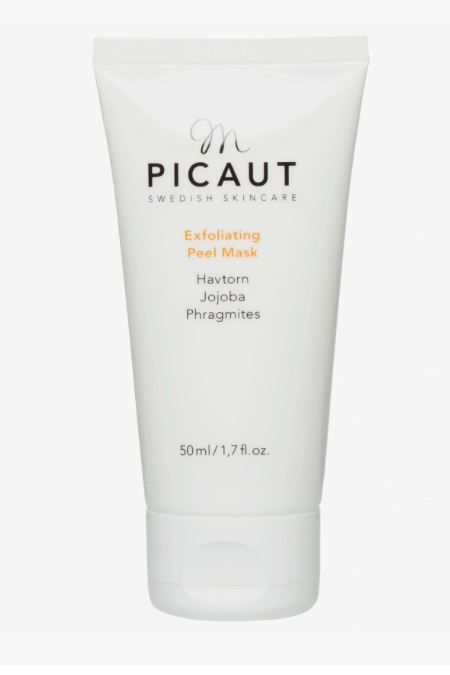 M
PICAUT
SWEDISH SKINCARE
Exfoliating
Peel Mask
Havtorn
Jojoba
Phragmites
50ml/1,7fl.oz.